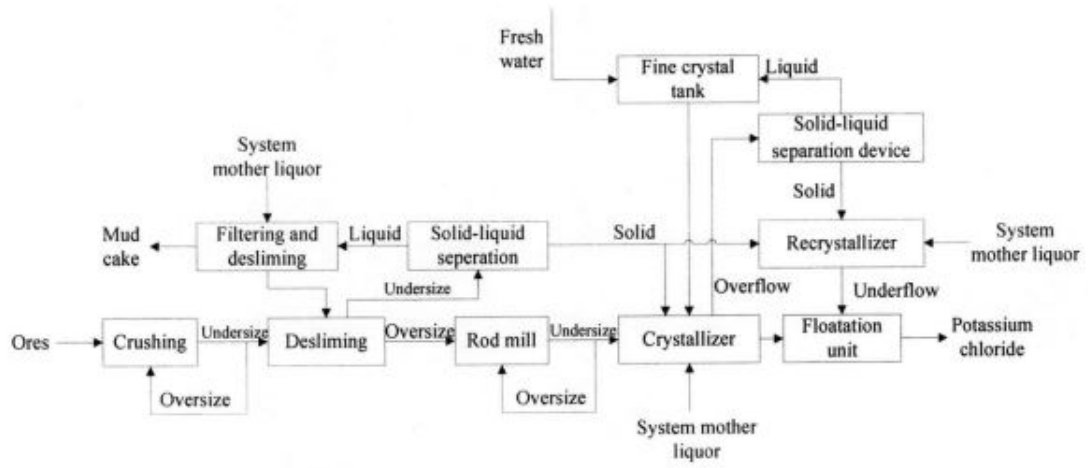 Fresh
water
Fine crystal
tank
Liquid
Solid-liquid
separation device
System
mother liquor
Solid
Mud
cake
Filtering and
desliming
Liquid
Solid-liquid
seperation
Solid
Recrystallizer
System
mother liquor
Undersize
Overflow
Underflow
Ores
Crushing
Undersize
Desliming
Oversize
Rod mill
Undersize
Crystallizer
Floatation
unit
Potassium
chloride
Oversize
Oversize
System mother
liquor